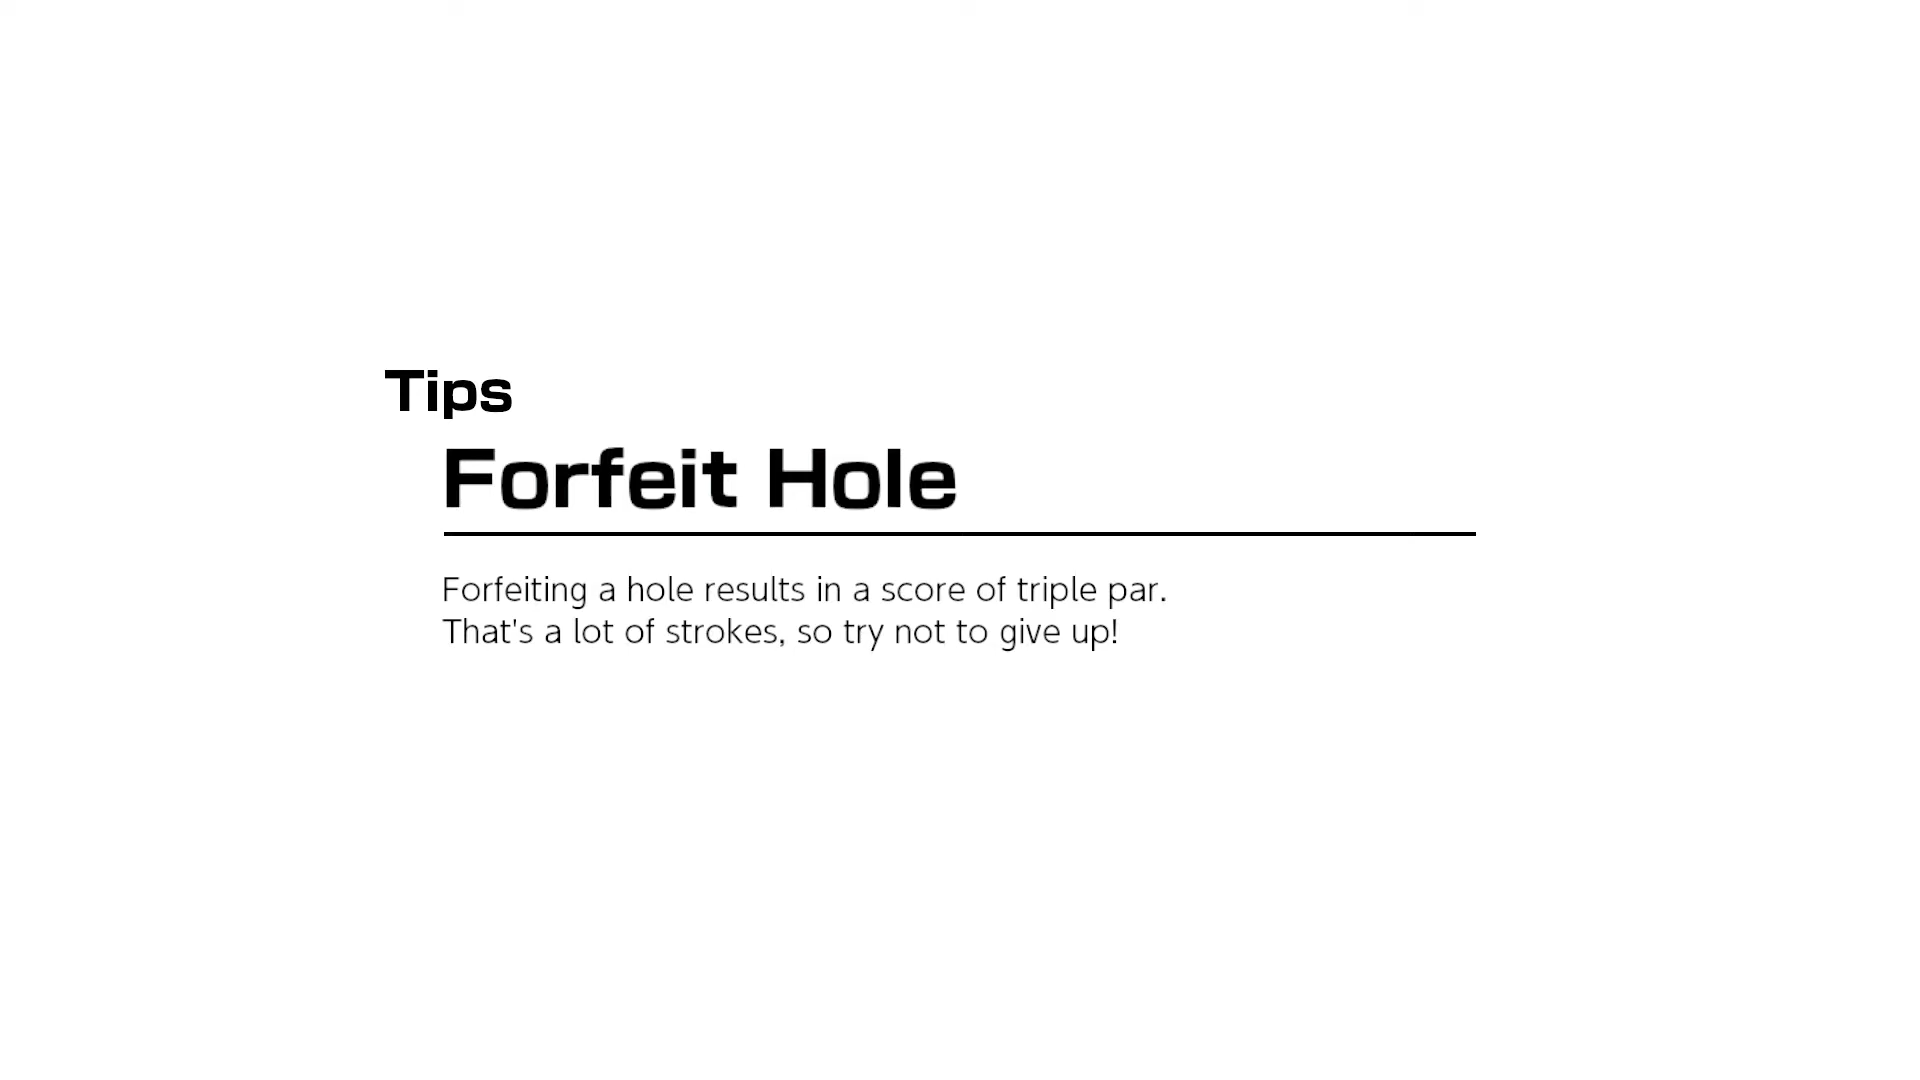 Tips
Forfeit Hole
Forfeiting a hole results in a score of triple par.
That's a lot of strokes, so try not to give up!